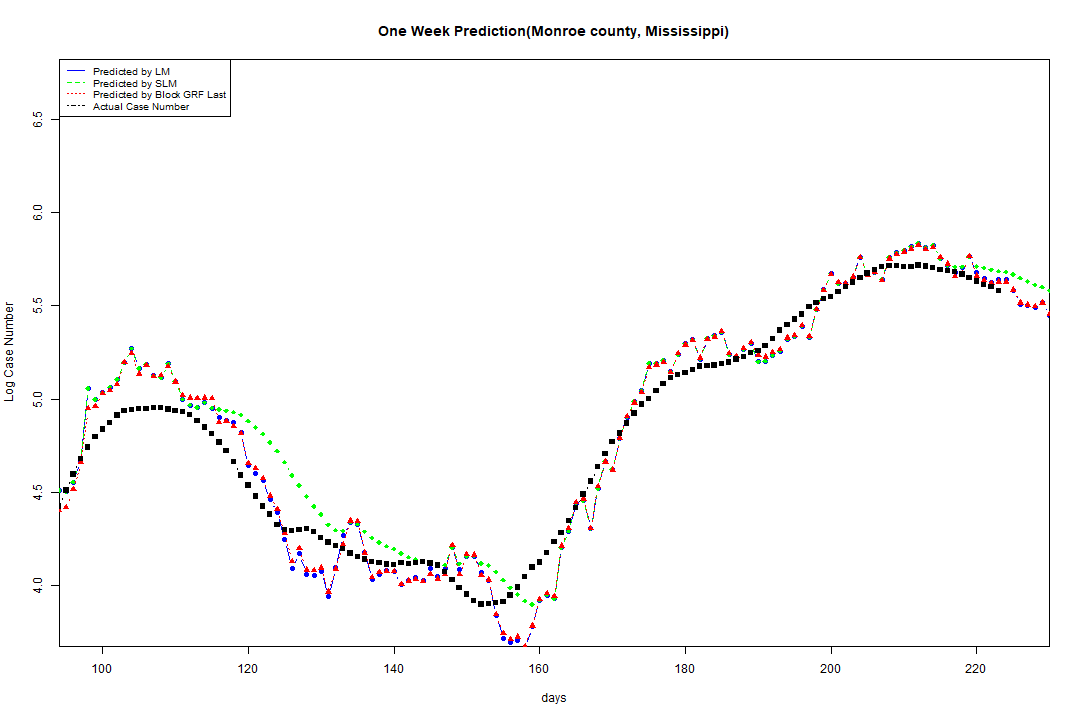 One Week Prediction(Monroe county, Mississippi)
Predicted by LM
Predicted by SLM
Predicted by Block GRF Last
Actual Case Number
6.5
6.0
5.5
5.0
4.5
4.0
Log Case Number
100 120 140 160 180 200 220
days